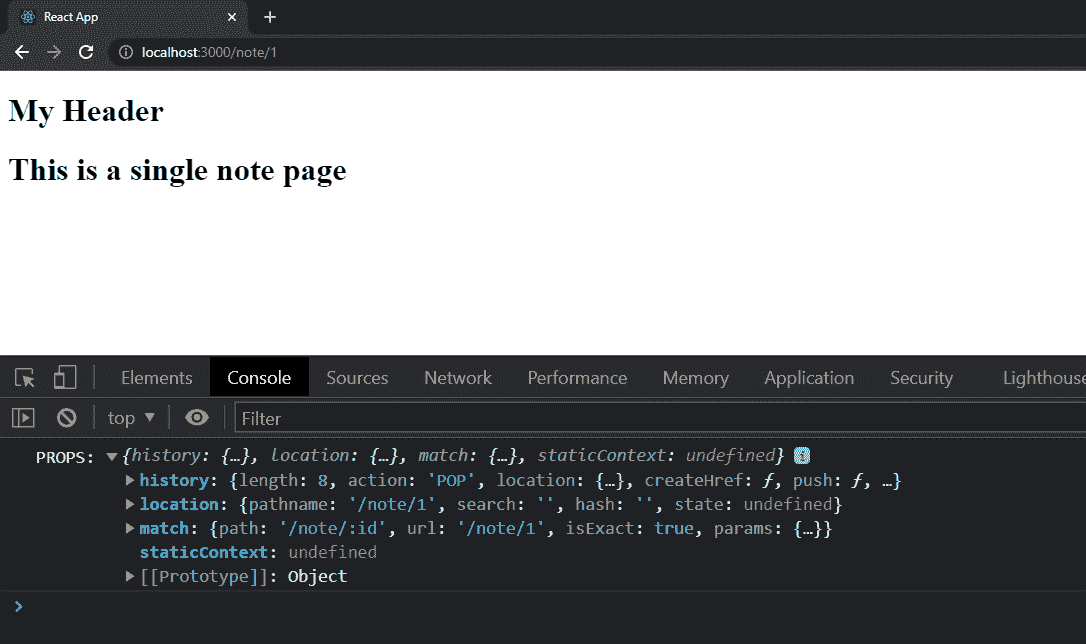 React App
localhost:3000/note/1
My Header
This is a single note page
Elements Console Sources Network Performance Memory Application Security Lighthouse
top ▼ Filter
PROPS: ▼{history: {…}, location: {…}, match: {…}, staticContext: undefined} i
▶history: {length: 8, action: 'POP', location: {…}, createHref: ƒ, push: ƒ, …}
▶location: {pathname: '/note/1', search: '', hash: '', state: undefined}
▶match: {path: '/note/:id', url: '/note/1', isExact: true, params: {…}}
staticContext: undefined
▶[[Prototype]]: Object